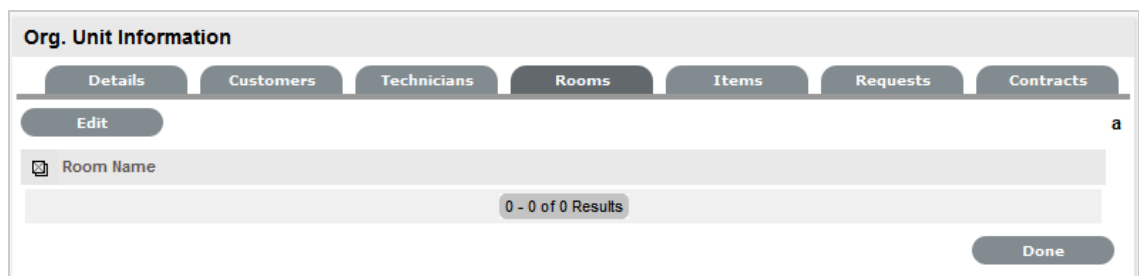 Org. Unit Information
Details Customers Technicians Rooms Items Requests Contracts
Edit a
Room Name
0 - 0 of 0 Results
Done